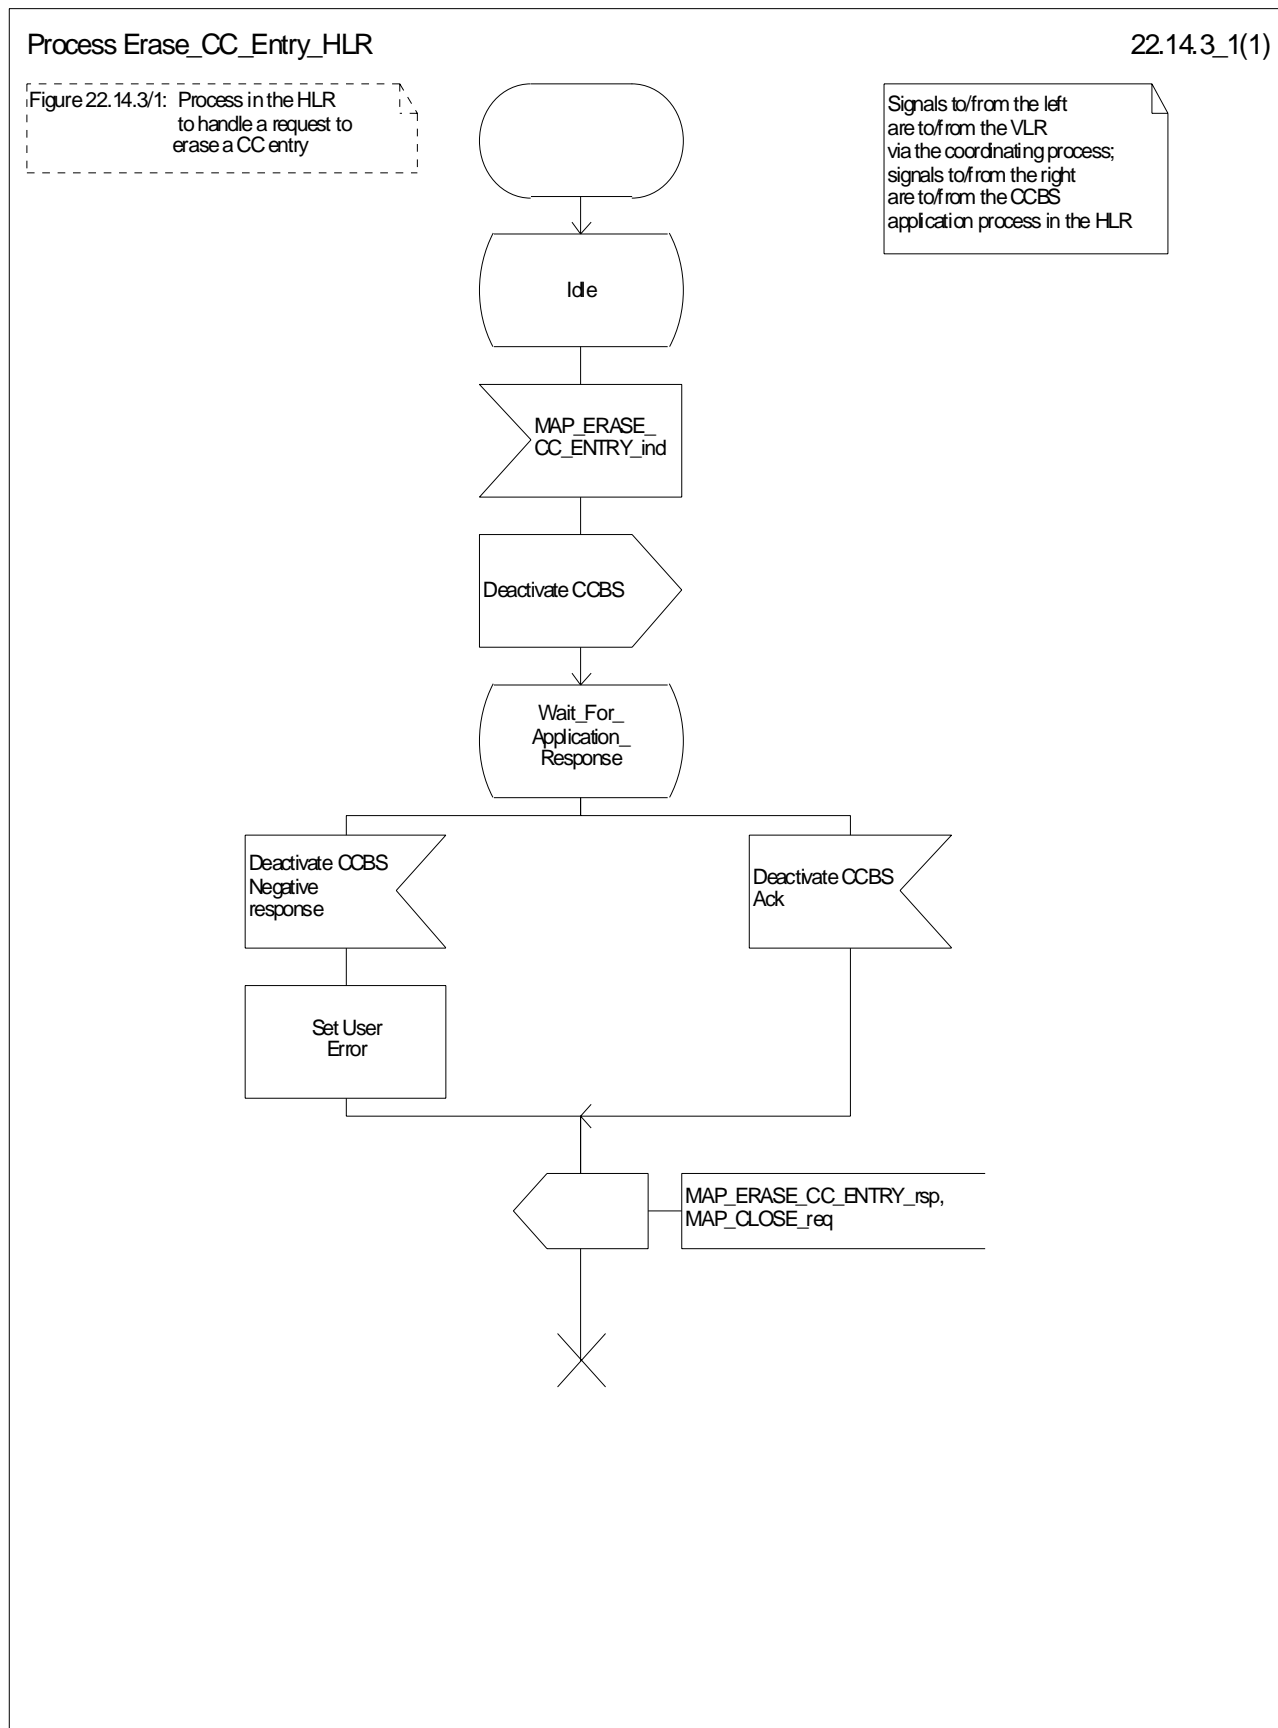 Process Erase_CC_Entry_HLR
22.14.3_1(1)
Figure 22.14.3/1: Process in the HLR
to handle a request to
erase a CC entry
Signals to/from the left
are to/from the VLR
via the coordinating process;
signals to/from the right
are to/from the CCBS
application process in the HLR
Idle
MAP_ERASE_
CC_ENTRY_ind
Deactivate CCBS
Wait_For_
Application_
Response
Deactivate CCBS
Negative
response
Deactivate CCBS
Ack
Set User
Error
MAP_ERASE_CC_ENTRY_rsp,
MAP_CLOSE_req